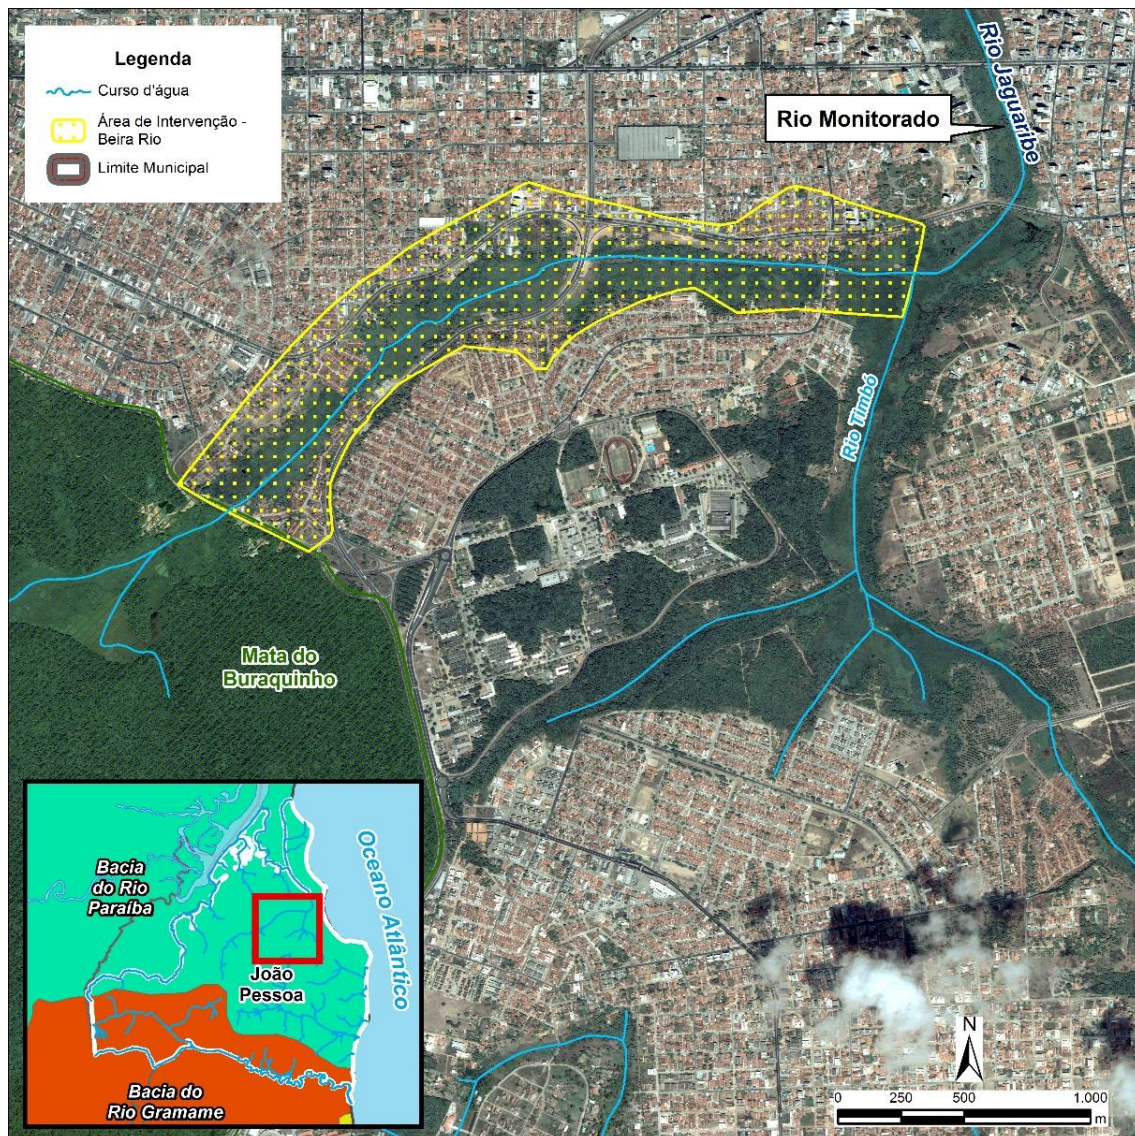 Legenda
Curso d'água
Área de Intervenção -
Beira Rio
Limite Municipal
Rio Jaguaribe
Rio Monitorado
Rio Timbó
Mata do
Buraquinho
Bacia
do Rio
Paraíba
Oceano Atlântico
João
Pessoa
Bacia do
Rio Gramame
N
0 250 500 1.000
m